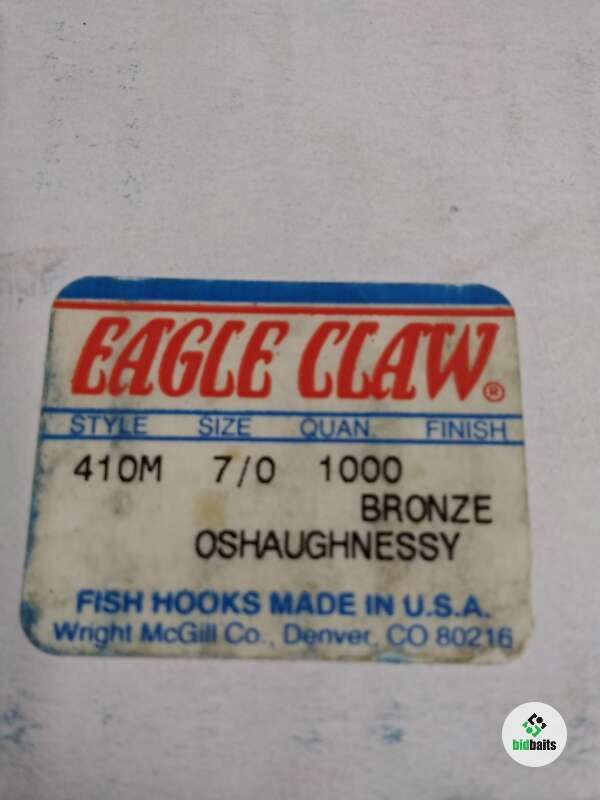 EAGLE CLAW®
STYLE SIZE QUAN. FINISH
410M 7/0 1000
BRONZE
OSHAUGHNESSY
FISH HOOKS MADE IN U.S.A.
Wright McGill Co., Denver, CO 80216
bidbaits